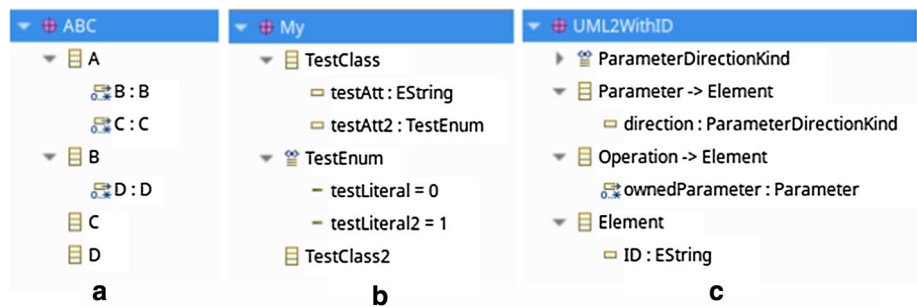 ABC
A
B : B
C : C
B
D : D
C
D
a
My
TestClass
testAtt : EString
testAtt2 : TestEnum
TestEnum
testLiteral = 0
testLiteral2 = 1
TestClass2
b
UML2WithID
ParameterDirectionKind
Parameter -> Element
direction : ParameterDirectionKind
Operation -> Element
ownedParameter : Parameter
Element
ID : EString
c